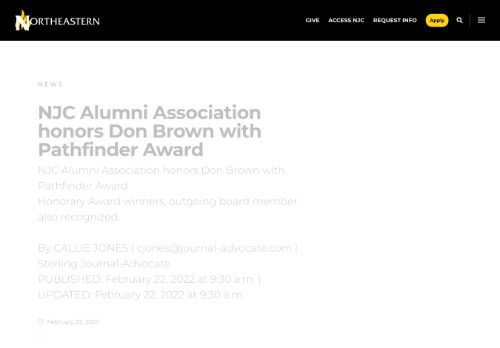 NORTHEASTERN
GIVE ACCESS NJC REQUEST INFO Apply
NEWS
NJC Alumni Association
honors Don Brown with
Pathfinder Award
NJC Alumni Association honors Don Brown with
Pathfinder Award
Honorary Award winners, outgoing board member
also recognized
By CALLIE JONES | cjones@journal-advocate.com |
Sterling Journal-Advocate
PUBLISHED: February 22, 2022 at 9:30 a.m. |
UPDATED: February 22, 2022 at 9:30 a.m.
February 22, 2022